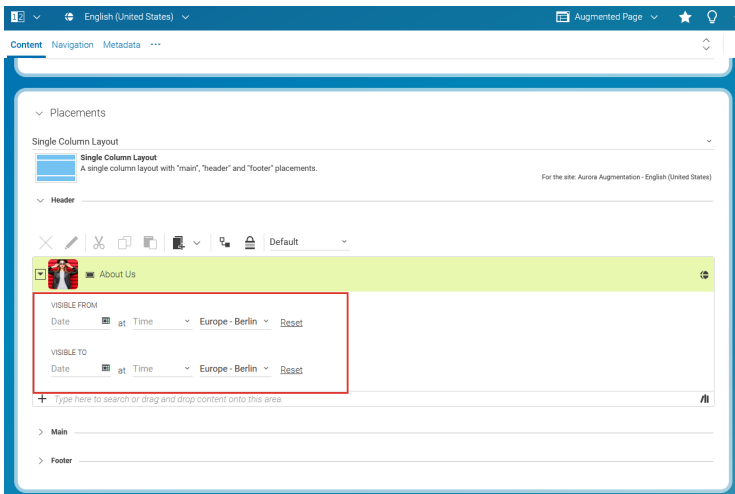 English (United States)
Augmented Page
Content Navigation Metadata
Placements
Single Column Layout
Single Column Layout
A single column layout with "main", "header" and "footer" placements.
For the site: Aurora Augmentation - English (United States)
Header
Default
About Us
VISIBLE FROM
Date at Time Europe - Berlin Reset
VISIBLE TO
Date at Time Europe - Berlin Reset
Type here to search or drag and drop content onto this area.
Main
Footer